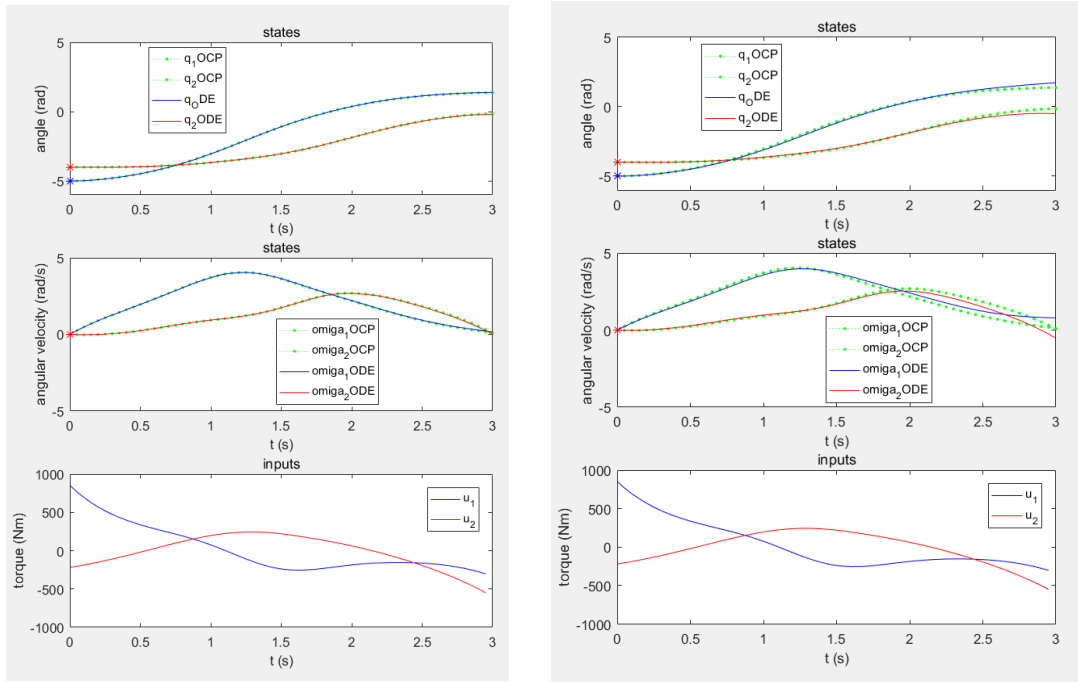 states
5
0
-5
angle (rad)
q1OCP
q2OCP
qODE
q2ODE
0 0.5 1 1.5 2 2.5 3
t (s)
states
5
0
-5
angular velocity (rad/s)
omiga1OCP
omiga2OCP
omiga1ODE
omiga2ODE
0 0.5 1 1.5 2 2.5 3
t (s)
inputs
1000
500
0
-500
-1000
torque (Nm)
u1
u2
0 0.5 1 1.5 2 2.5 3
t (s)
states
5
0
-5
angle (rad)
q1OCP
q2OCP
qODE
q2ODE
0 0.5 1 1.5 2 2.5 3
t (s)
states
5
0
-5
angular velocity (rad/s)
omiga1OCP
omiga2OCP
omiga1ODE
omiga2ODE
0 0.5 1 1.5 2 2.5 3
t (s)
inputs
1000
500
0
-500
-1000
torque (Nm)
u1
u2
0 0.5 1 1.5 2 2.5 3
t (s)